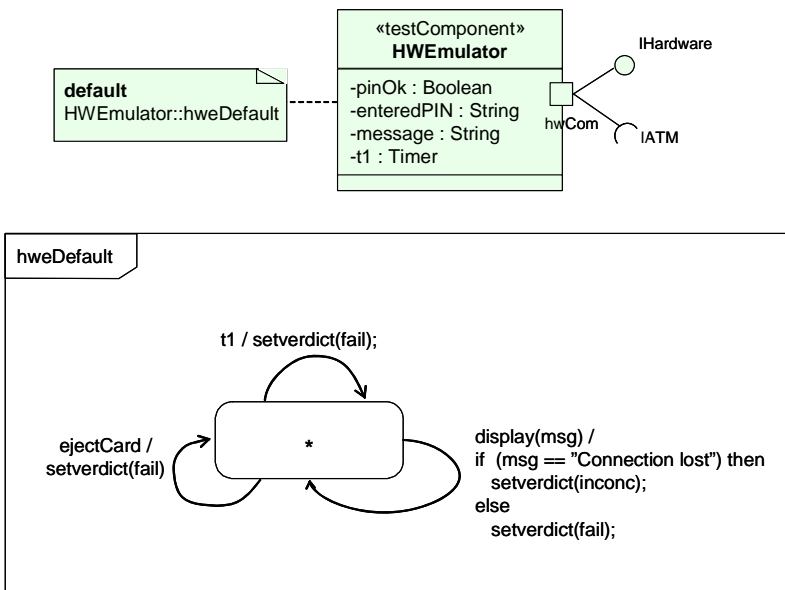 «testComponent»
HWEmulator
IHardware
default
HWEmulator::hweDefault
-pinOk : Boolean
-enteredPIN : String
-message : String
-t1 : Timer
hwCom
IATM
hweDefault
t1 / setverdict(fail);
ejectCard /
setverdict(fail)
*
display(msg) /
if (msg == ”Connection lost”) then
setverdict(inconc);
else
setverdict(fail);